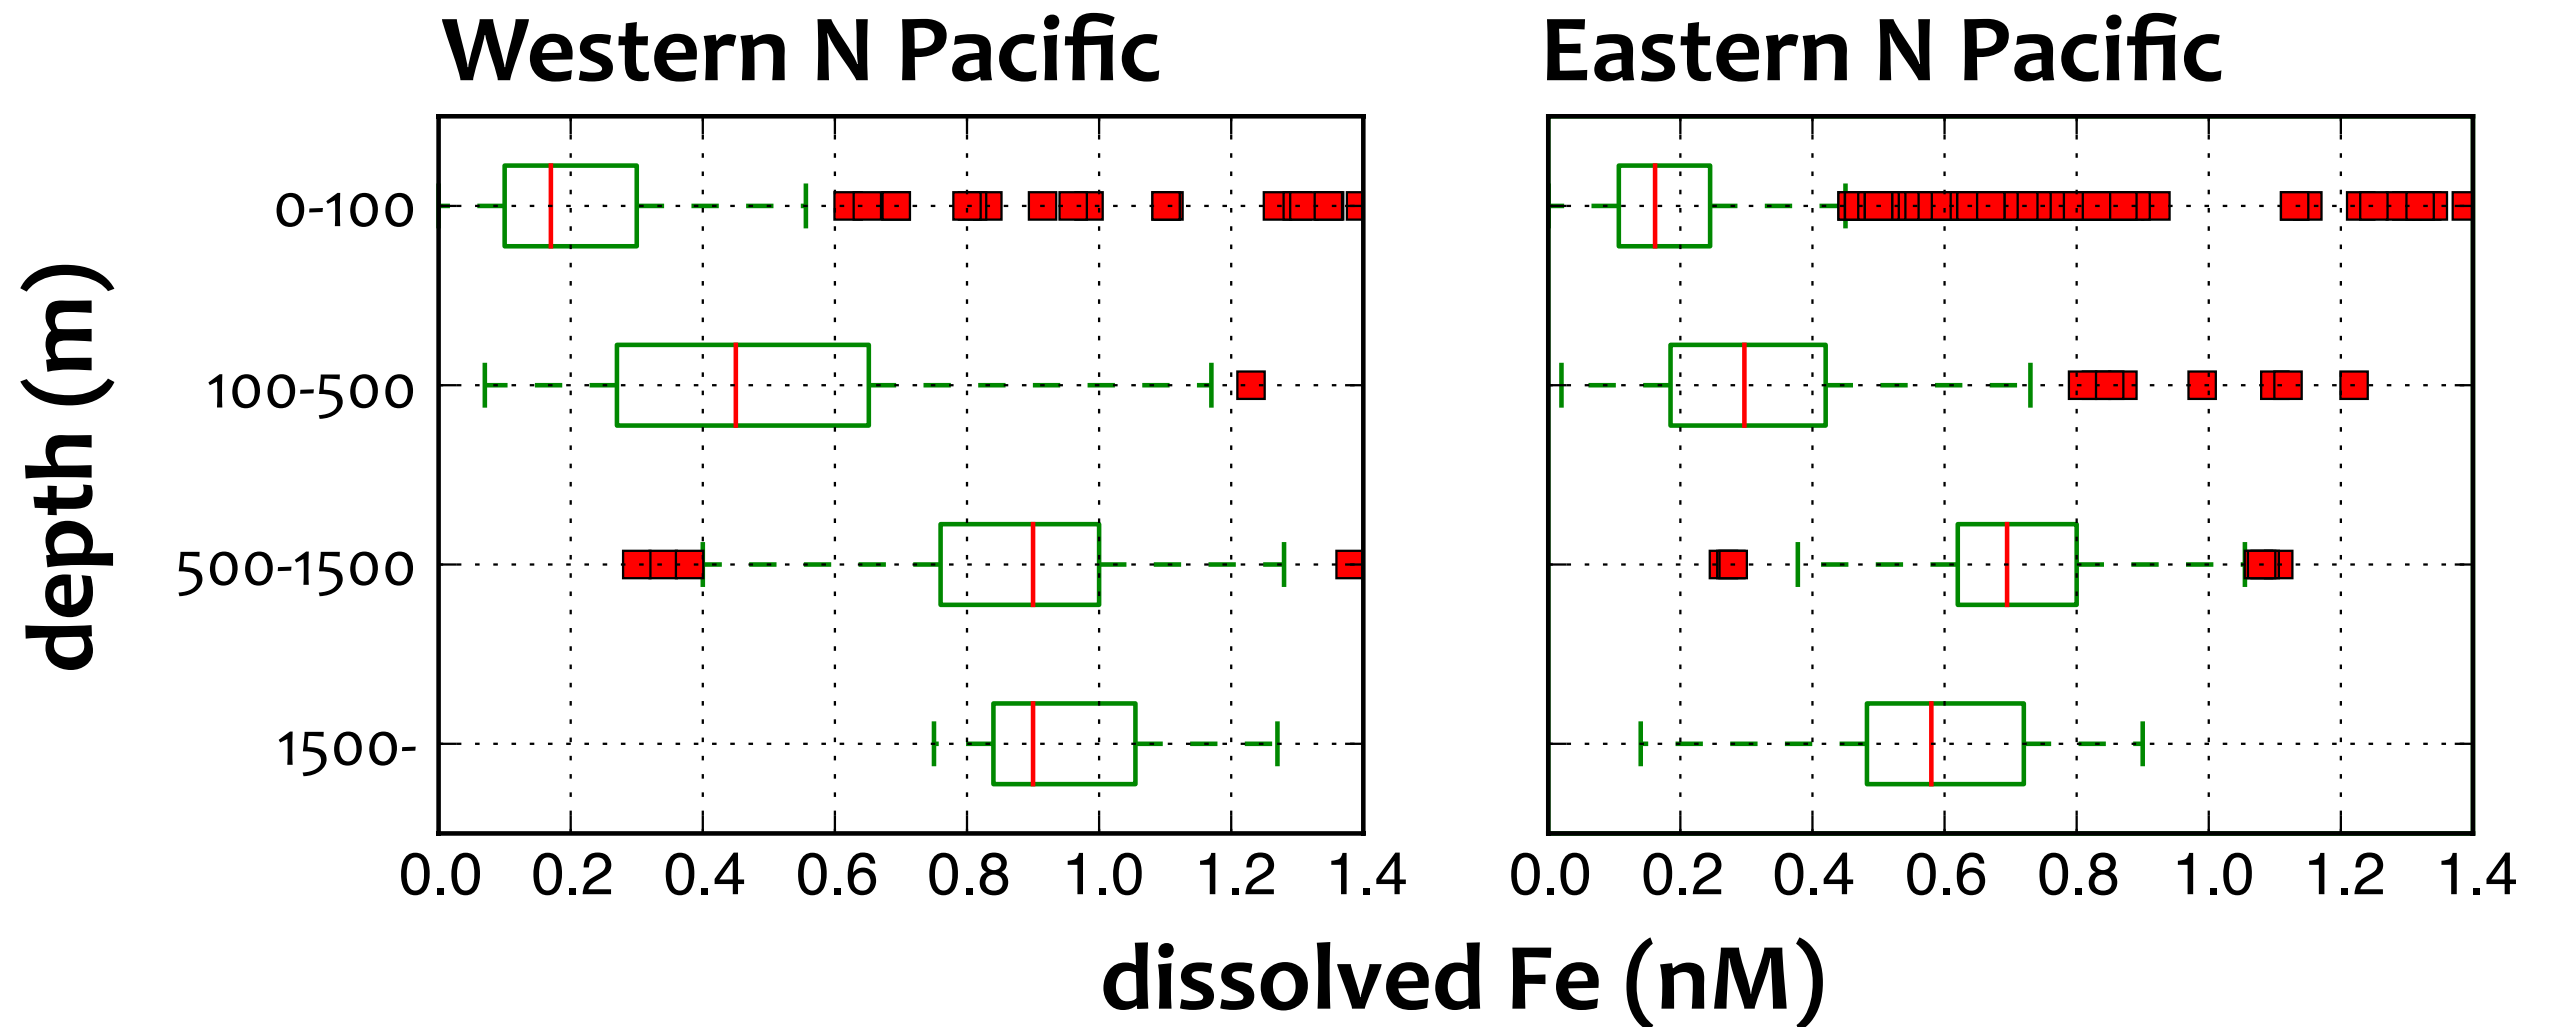 Western N Pacific
Eastern N Pacific
depth (m)
0-100
100-500
500-1500
1500-
0.0 0.2 0.4 0.6 0.8 1.0 1.2 1.4
0.0 0.2 0.4 0.6 0.8 1.0 1.2 1.4
dissolved Fe (nM)